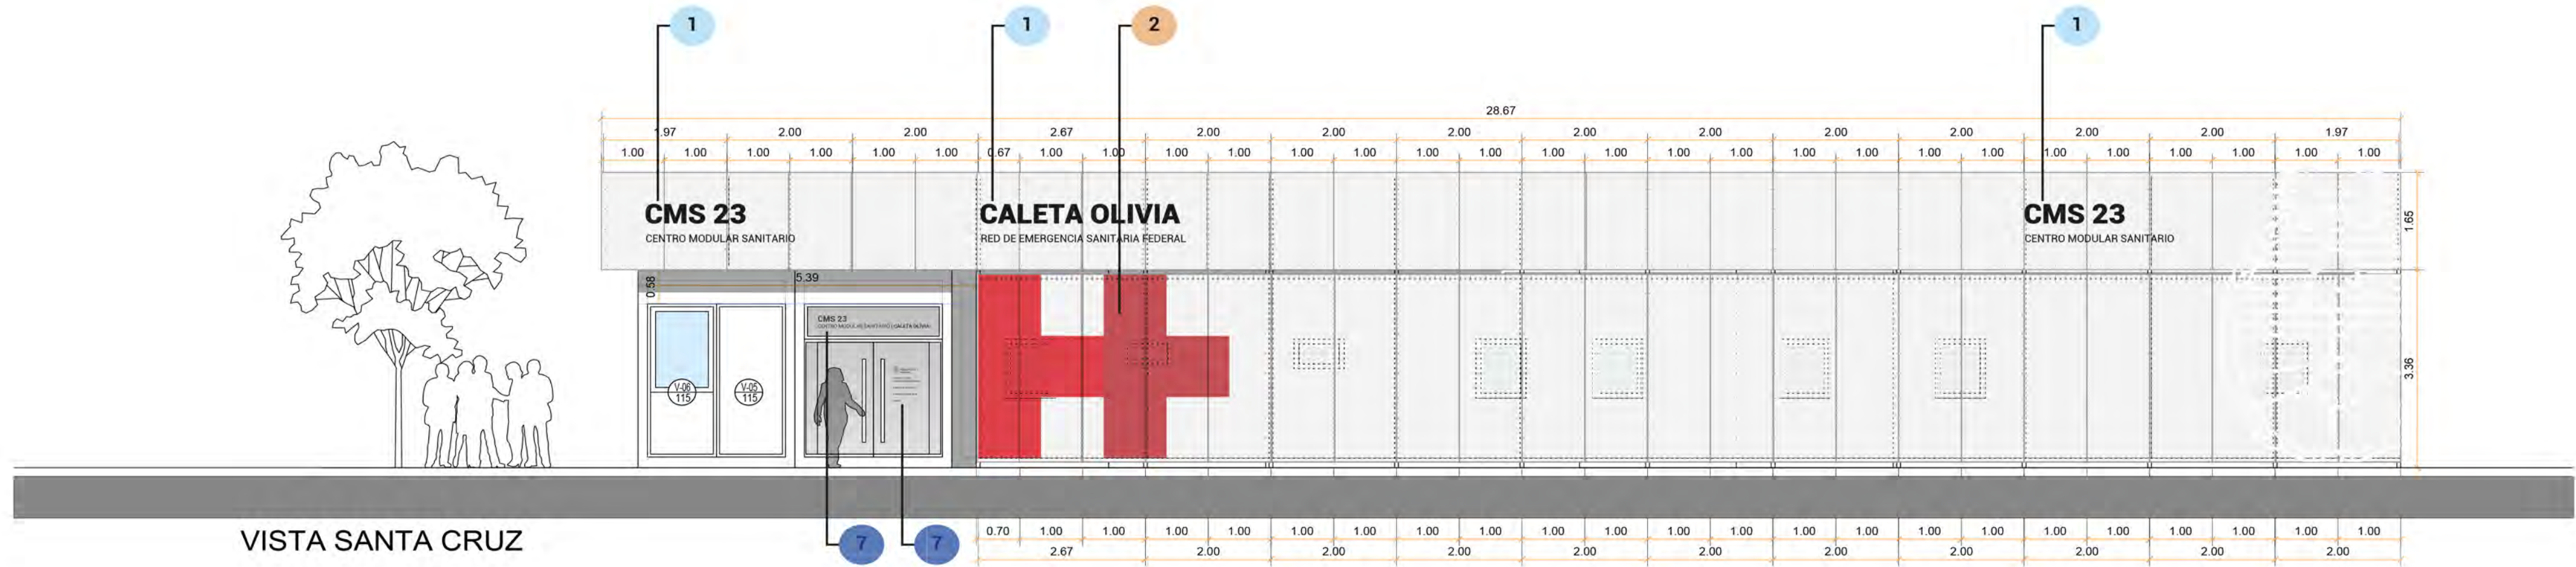 1 1 2 1
28.67
1.97 2.00 2.00 2.67 2.00 2.00 2.00 2.00 2.00 2.00 2.00 2.00 2.00 1.97
1.00 1.00 1.00 1.00 1.00 1.00 0.67 1.00 1.00 1.00 1.00 1.00 1.00 1.00 1.00 1.00 1.00 1.00 1.00 1.00 1.00 1.00 1.00 1.00 1.00 1.00 1.00 1.00 1.00
CMS 23
CENTRO MODULAR SANITARIO
CALETA OLIVIA
RED DE EMERGENCIA SANITARIA FEDERAL
CMS 23
CENTRO MODULAR SANITARIO
1.65
0.58
5.39
CMS 23
CENTRO MODULAR SANITARIO | CALETA OLIVIA
V-06
115
V-05
115
3.36
VISTA SANTA CRUZ
7 7
0.70 1.00 1.00 1.00 1.00 1.00 1.00 1.00 1.00 1.00 1.00 1.00 1.00 1.00 1.00 1.00 1.00 1.00 1.00 1.00 1.00 1.00 1.00
2.67 2.00 2.00 2.00 2.00 2.00 2.00 2.00 2.00 2.00 2.00